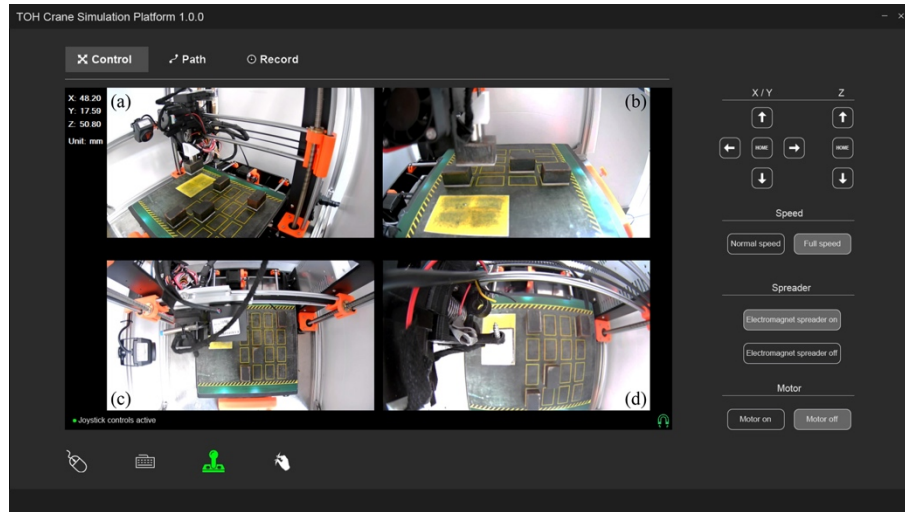 TOH Crane Simulation Platform 1.0.0
Control
Path
Record
X: 48.20
Y: 17.59
Z: 50.80
Unit: mm
(a)
(b)
(c)
(d)
Joystick controls active
X / Y
Z
HOME
HOME
Speed
Normal speed
Full speed
Spreader
Electromagnet spreader on
Electromagnet spreader off
Motor
Motor on
Motor off